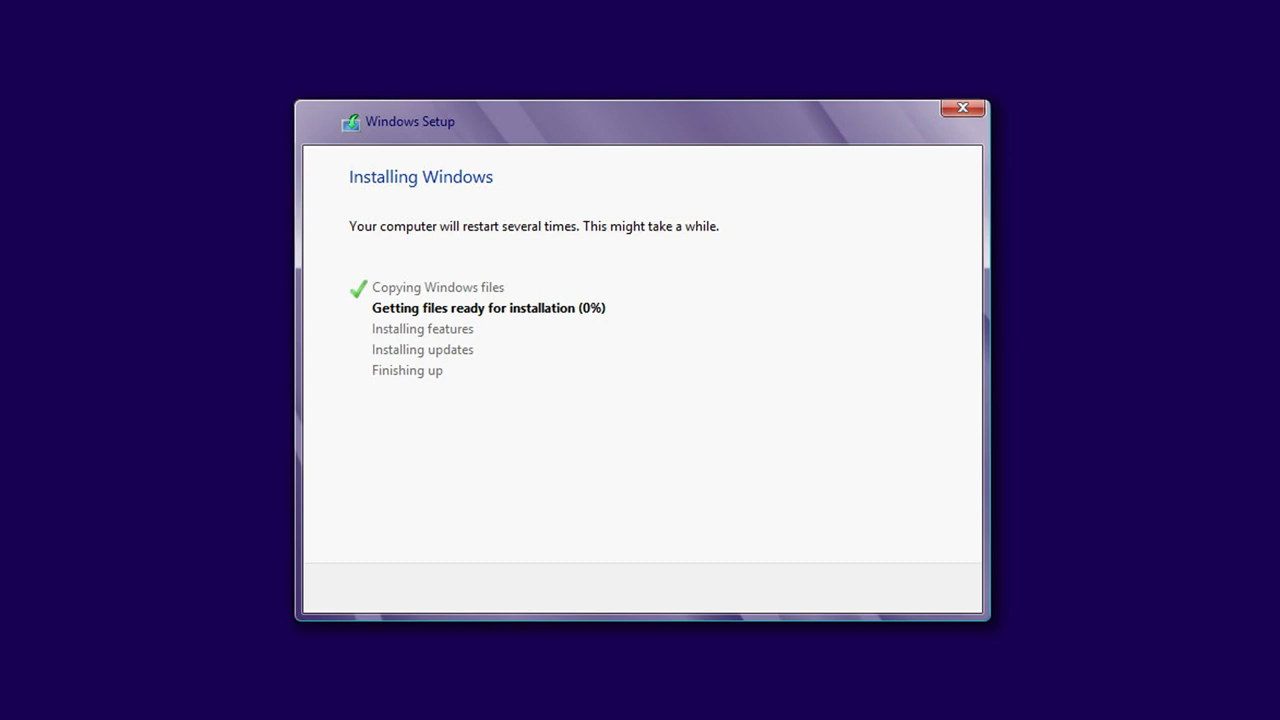 Windows Setup
Installing Windows
Your computer will restart several times. This might take a while.
Copying Windows files
Getting files ready for installation (0%)
Installing features
Installing updates
Finishing up